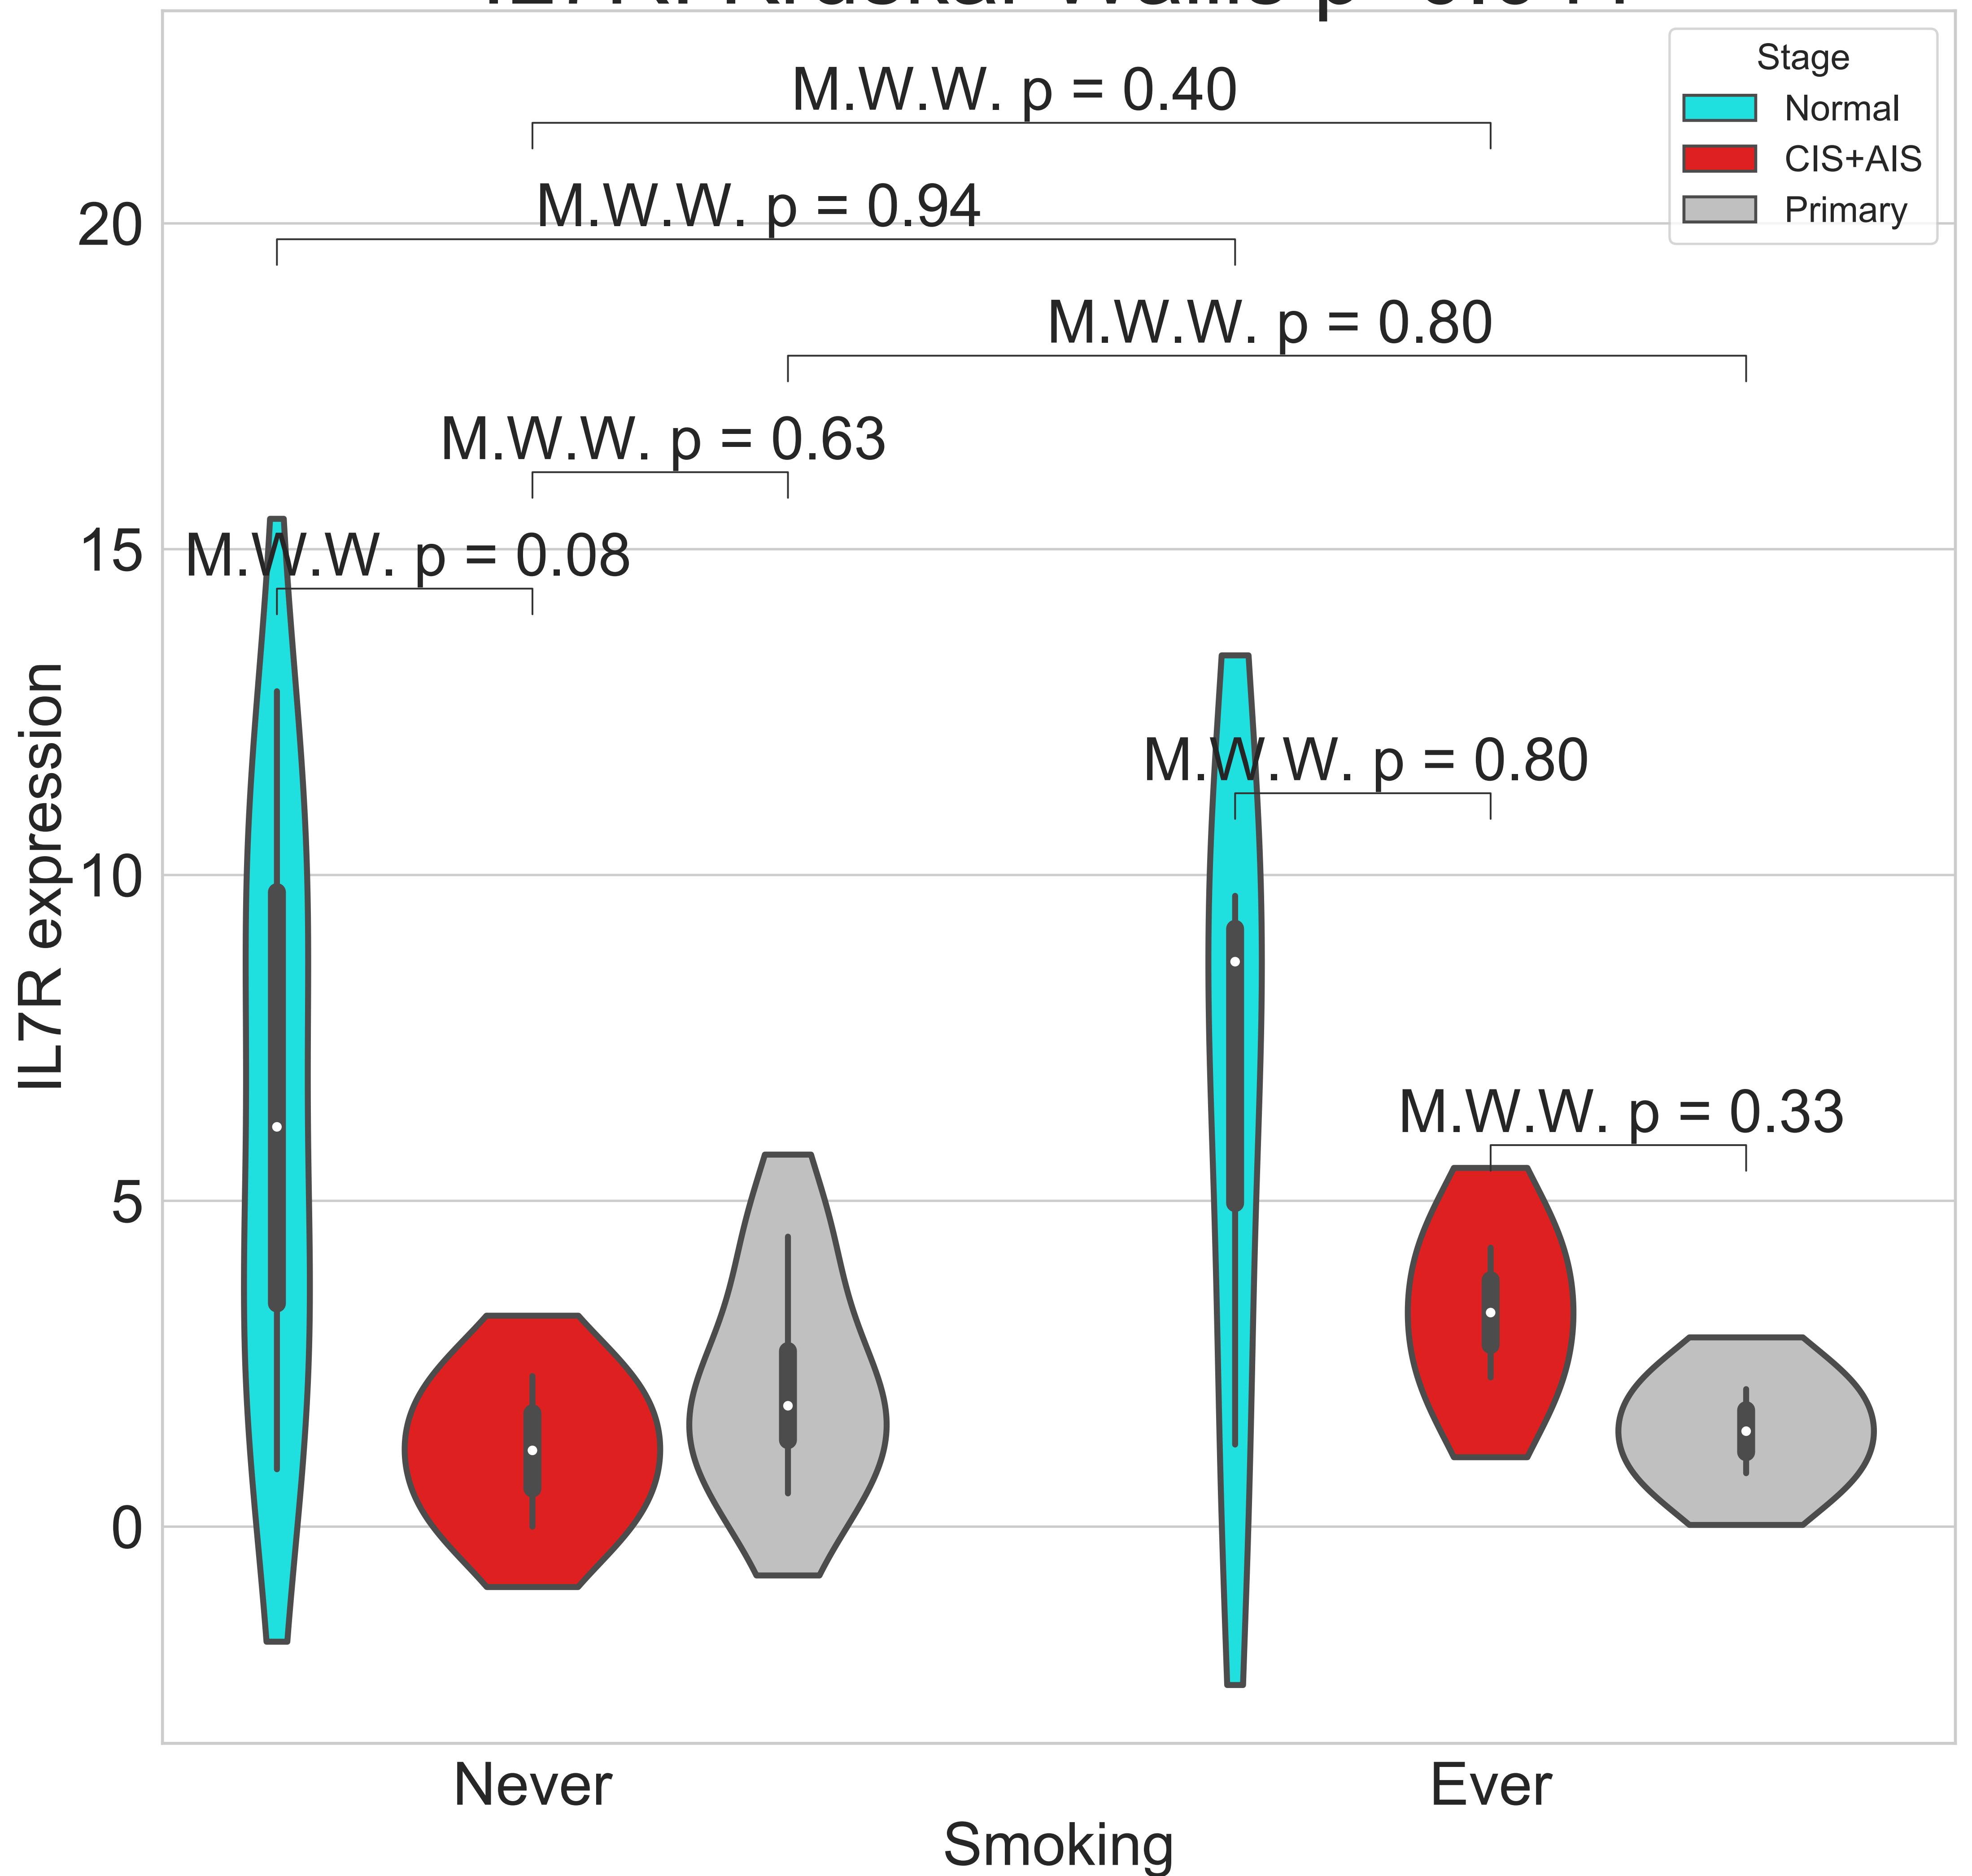 Stage
Normal
CIS+AIS
Primary
M.W.W. p = 0.40
M.W.W. p = 0.94
M.W.W. p = 0.80
M.W.W. p = 0.63
M.W.W. p = 0.08
M.W.W. p = 0.80
M.W.W. p = 0.33
20
15
10
5
0
IL7R expression
Never
Ever
Smoking